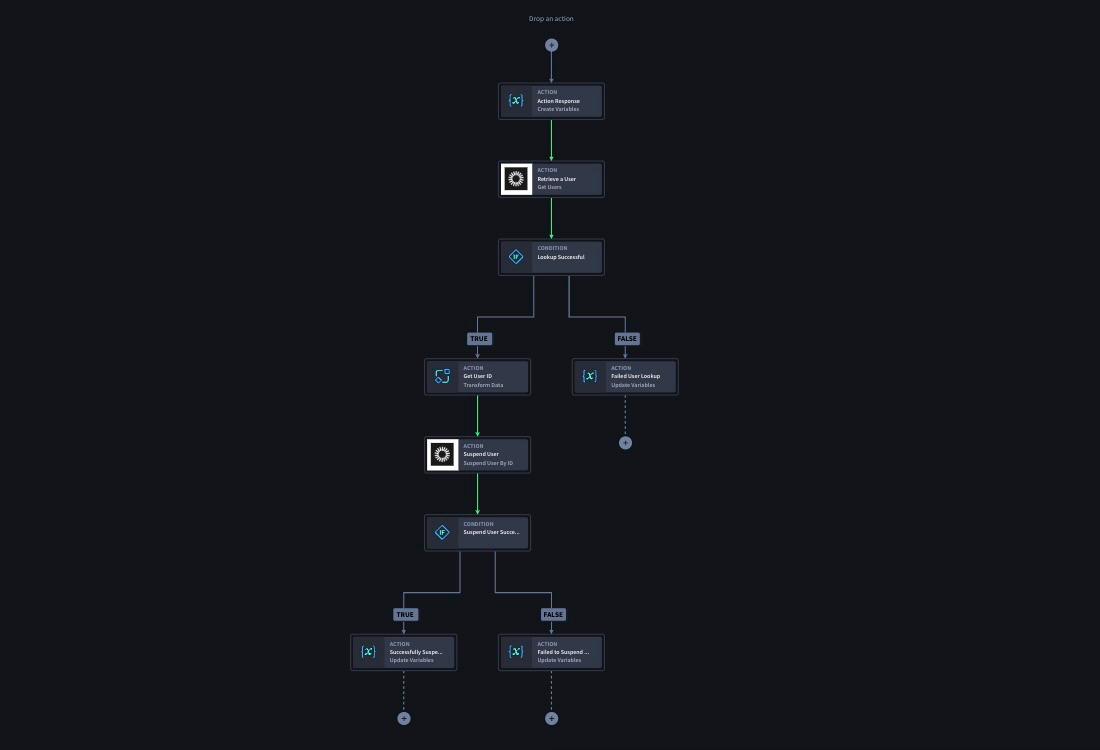 Drop an action
ACTION
Action Response
Create Variables
ACTION
Retrieve a User
Get Users
CONDITION
Lookup Successful
TRUE
FALSE
ACTION
Get User ID
Transform Data
ACTION
Failed User Lookup
Update Variables
ACTION
Suspend User
Suspend User By ID
CONDITION
Suspend User Succe...
TRUE
FALSE
ACTION
Successfully Suspe...
Update Variables
ACTION
Failed to Suspend ...
Update Variables